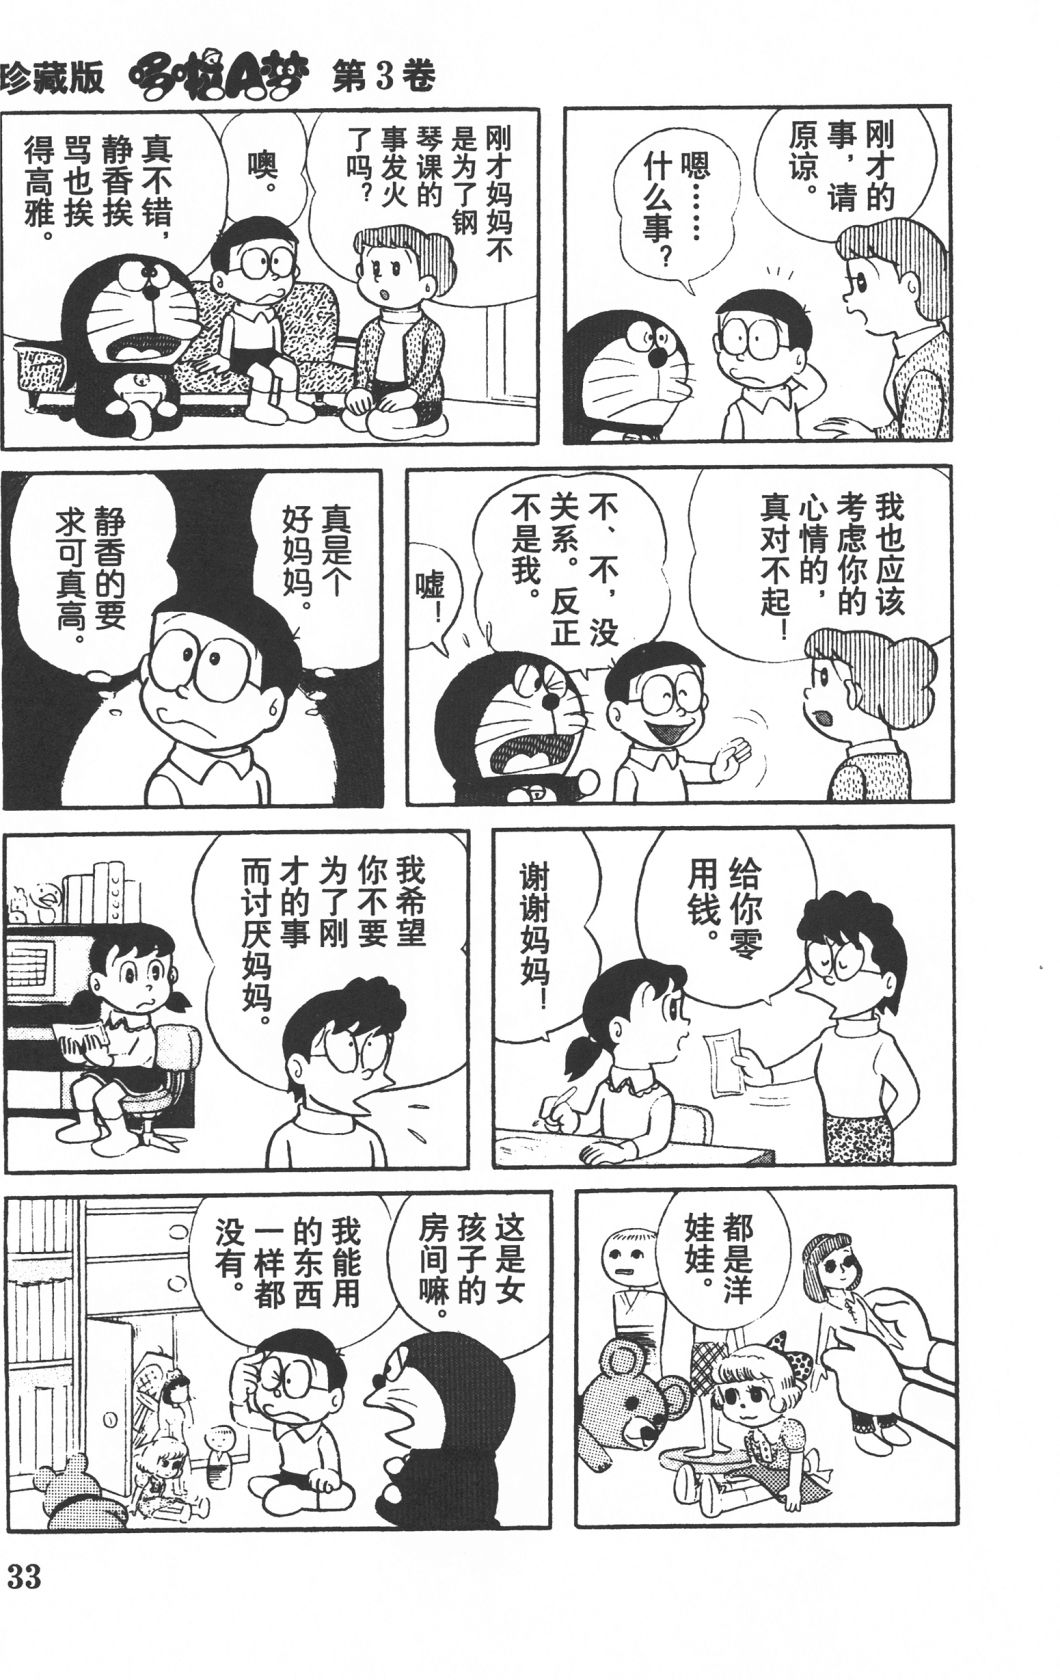 珍藏版 哆啦A梦 第3卷
刚才的
事，请
原谅。
嗯……
什么事？
刚才妈妈不
是为了钢
琴课的
事发火
了吗？
噢。
真不错，
静香挨
骂也挨
得高雅。
我也应该
考虑你的
心情的，
真对不起！
不、不，没
关系。反正
不是我。
嘘！
真是个
好妈妈。
静香的要
求可真高。
给你零
用钱。
谢谢妈妈！
我希望
你不要
为了刚
才的事
而讨厌妈妈。
都是洋
娃娃。
这是女
孩子的
房间嘛。
我能用
的东西
一样都
没有。
33